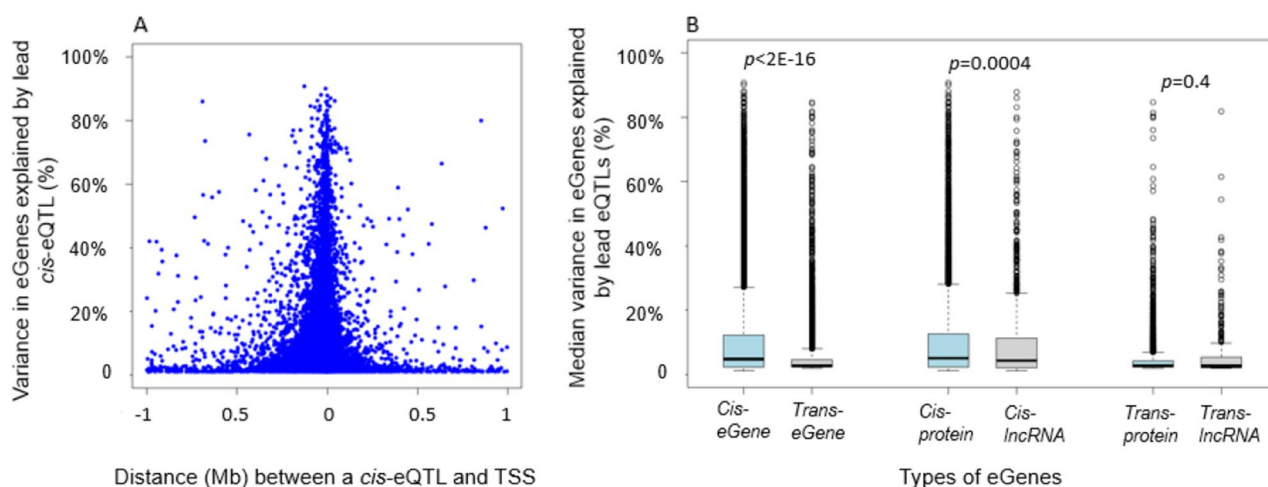 A
Variance in eGenes explained by lead
cis-eQTL (%)
100%
80%
60%
40%
20%
0
-1
0.5
0
0.5
1
Distance (Mb) between a cis-eQTL and TSS
B
Median variance in eGenes explained
by lead eQTLs (%)
100%
80%
60%
40%
20%
0
p<2E-16
p=0.0004
p=0.4
Cis-
eGene
Trans-
eGene
Cis-
protein
Cis-
lncRNA
Trans-
protein
Trans-
lncRNA
Types of eGenes